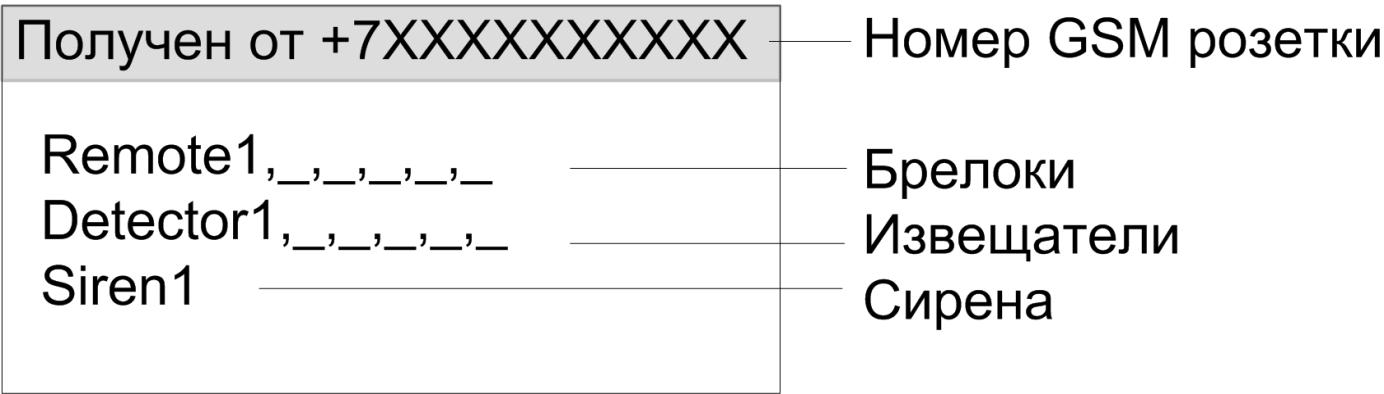 Получен от +7XXXXXXXXXX Номер GSM розетки
Remote1,_,_,_,_,_ Брелоки
Detector1,_,_,_,_,_ Извещатели
Siren1 Сирена